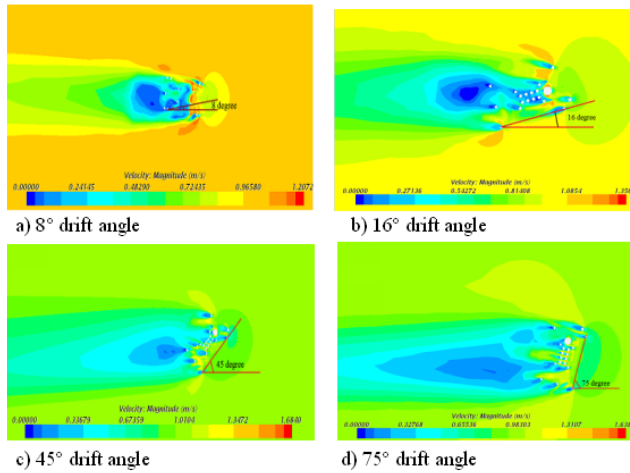 8 degree
16 degree
Velocity: Magnitude (m/s)
0.00000 0.24145 0.48290 0.72435 0.96580 1.2072
Velocity: Magnitude (m/s)
0.00000 0.27136 0.54272 0.81408 1.0854
a) 8° drift angle
b) 16° drift angle
45 degree
75 degree
Velocity: Magnitude (m/s)
0.00000 0.33679 0.67359 1.0104 1.3472 1.6840
Velocity: Magnitude (m/s)
0.00000 0.32768 0.65536 0.98303 1.3107
c) 45° drift angle
d) 75° drift angle